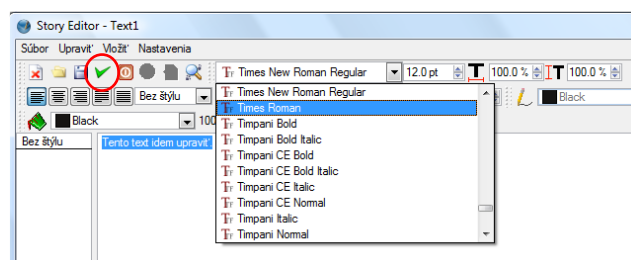 Story Editor - Text1
Súbor Upraviť Vložiť Nastavenia
Times New Roman Regular 12.0 pt 100.0 % 100.0 %
Bez štýlu Times New Roman Regular Black
Times Roman
Black 100 Timpani Bold
Bez štýlu Tento text idem upraviť. Timpani Bold Italic
Timpani CE Bold
Timpani CE Bold Italic
Timpani CE Italic
Timpani CE Normal
Timpani Italic
Timpani Normal